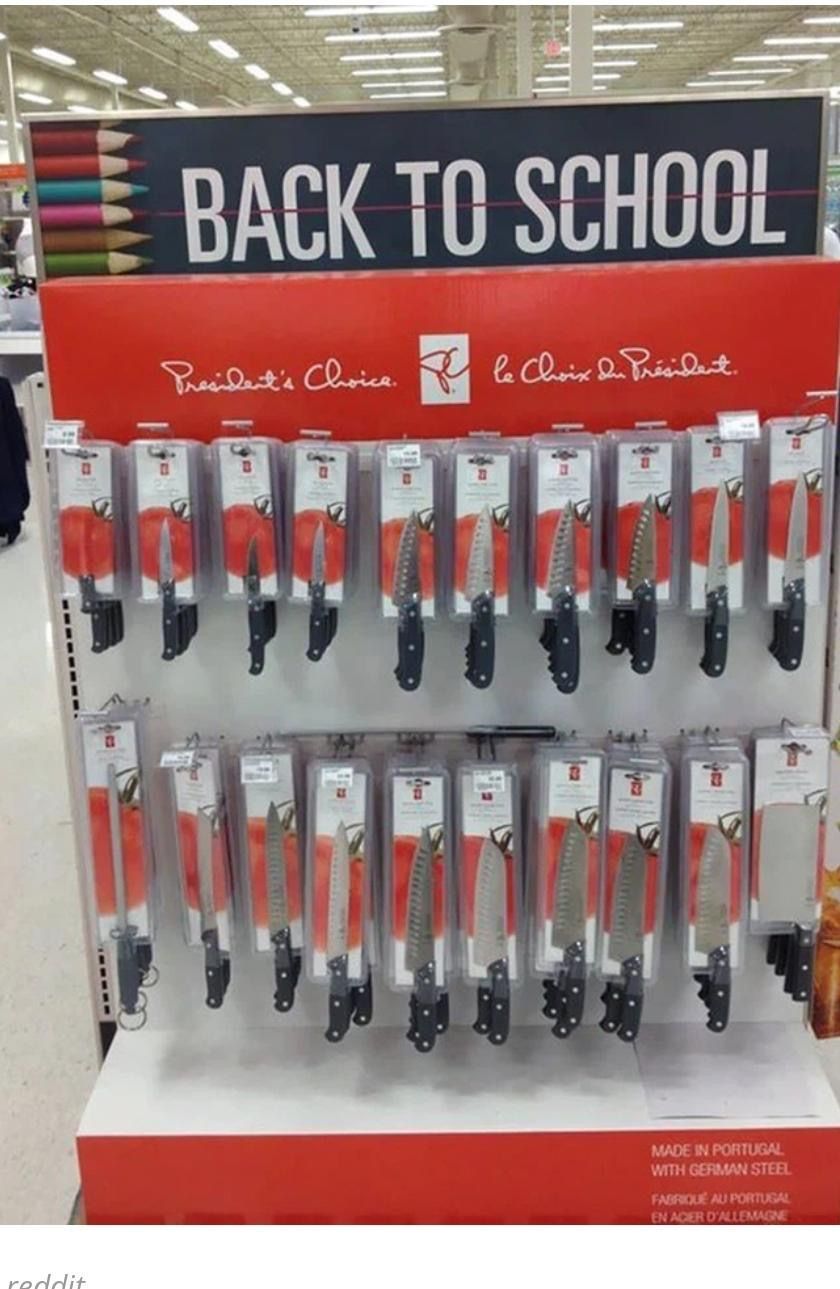 BACK TO SCHOOL
President's Choice. le Choix du Président.
MADE IN PORTUGAL
WITH GERMAN STEEL
FABRIQUÉ AU PORTUGAL
EN ACIER D'ALLEMAGNE
reddit